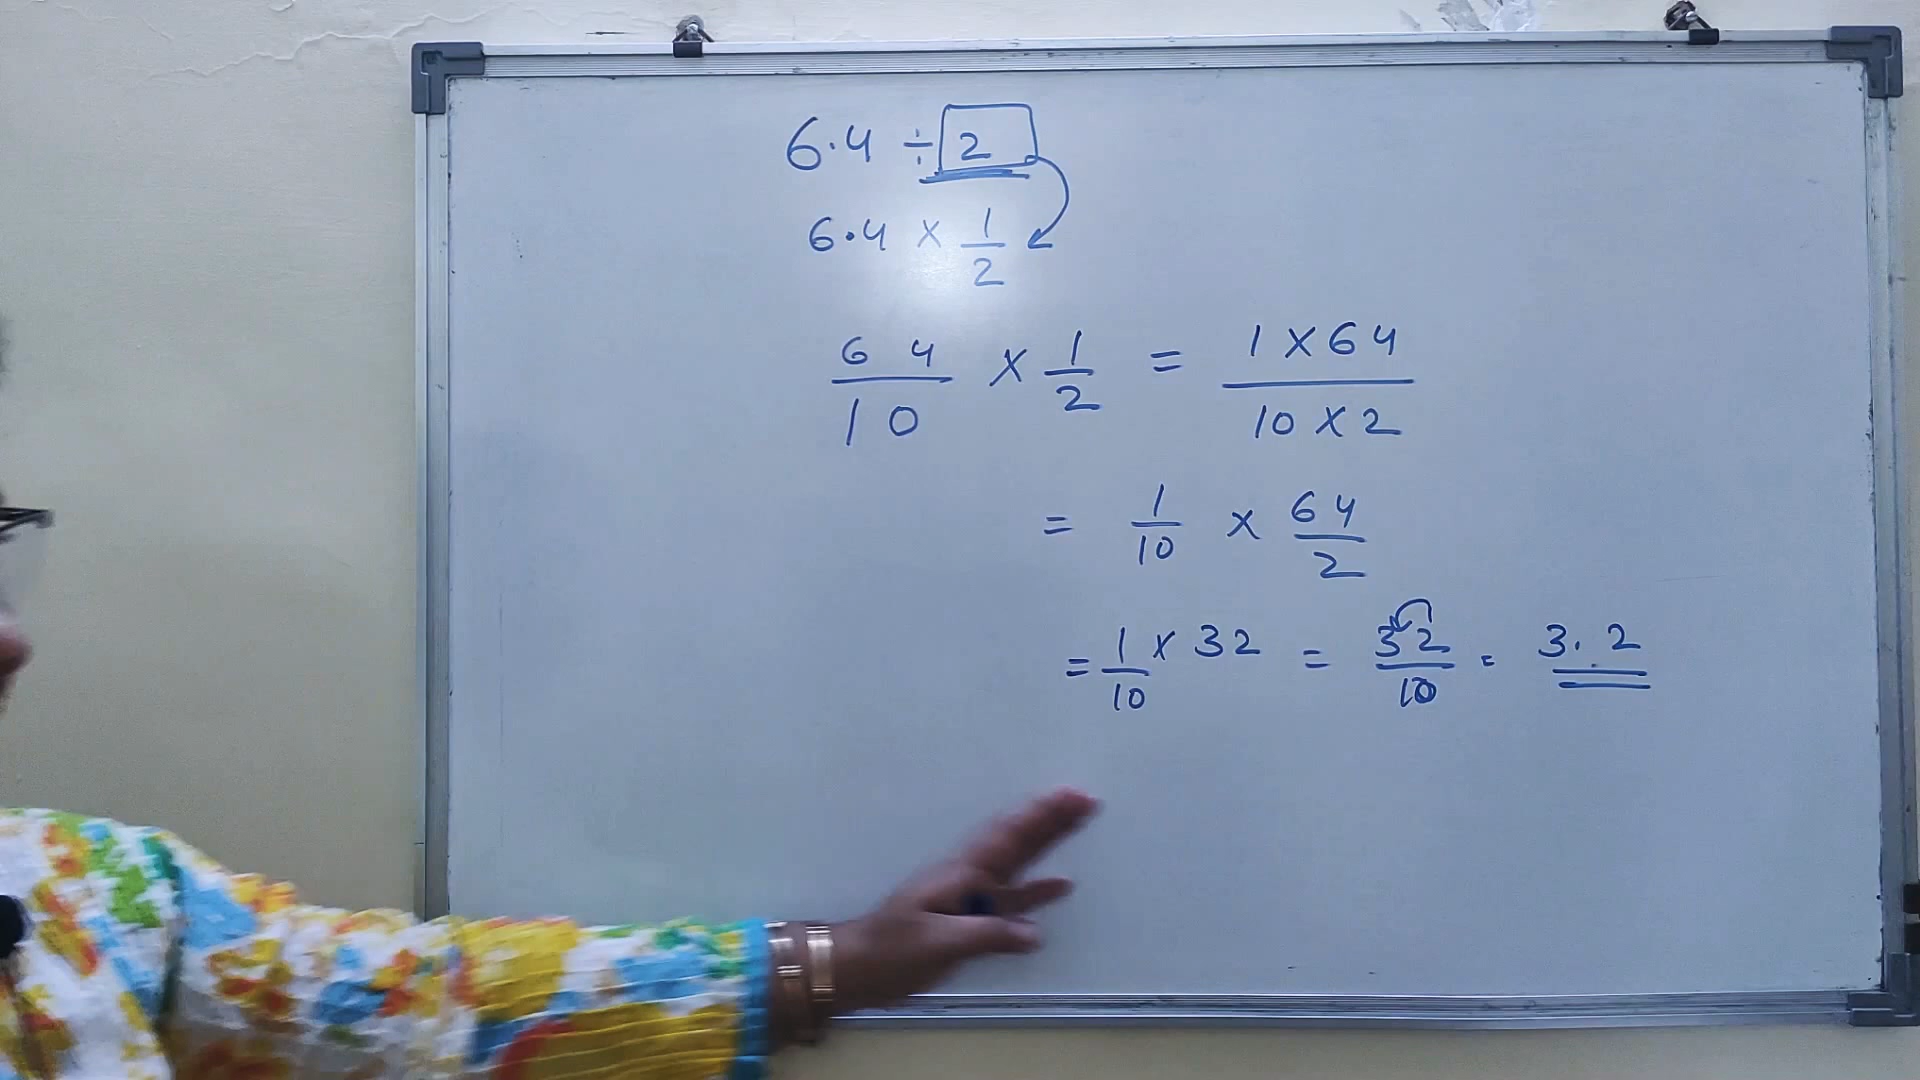 6.4 ÷ 2
6.4 × 1/2
64/10 × 1/2 = 1×64/10×2
= 1/10 × 64/2
= 1/10 × 32 = 32/10 = 3.2